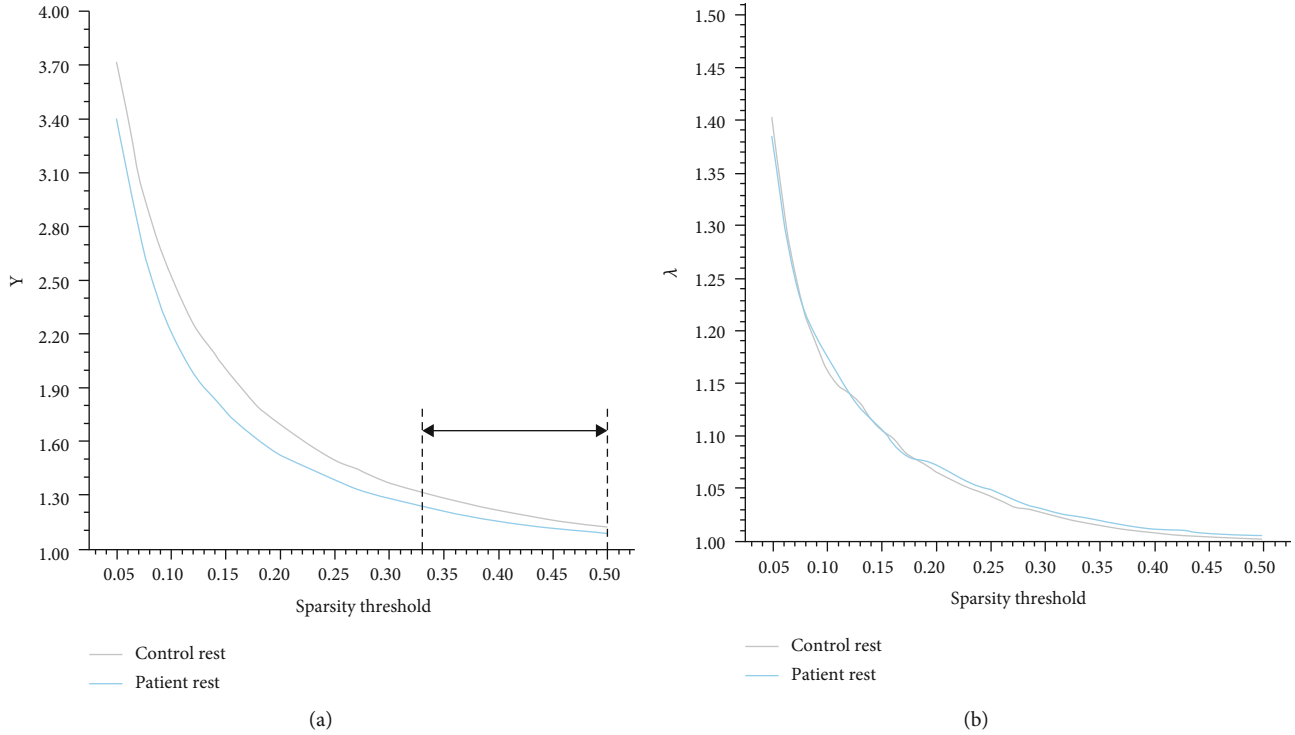 4.00
3.70
3.40
3.10
2.80
2.50
2.20
1.90
1.60
1.30
1.00
Y
0.05 0.10 0.15 0.20 0.25 0.30 0.35 0.40 0.45 0.50
Sparsity threshold
Control rest
Patient rest
(a)
1.50
1.45
1.40
1.35
1.30
1.25
1.20
1.15
1.10
1.05
1.00
λ
0.05 0.10 0.15 0.20 0.25 0.30 0.35 0.40 0.45 0.50
Sparsity threshold
Control rest
Patient rest
(b)